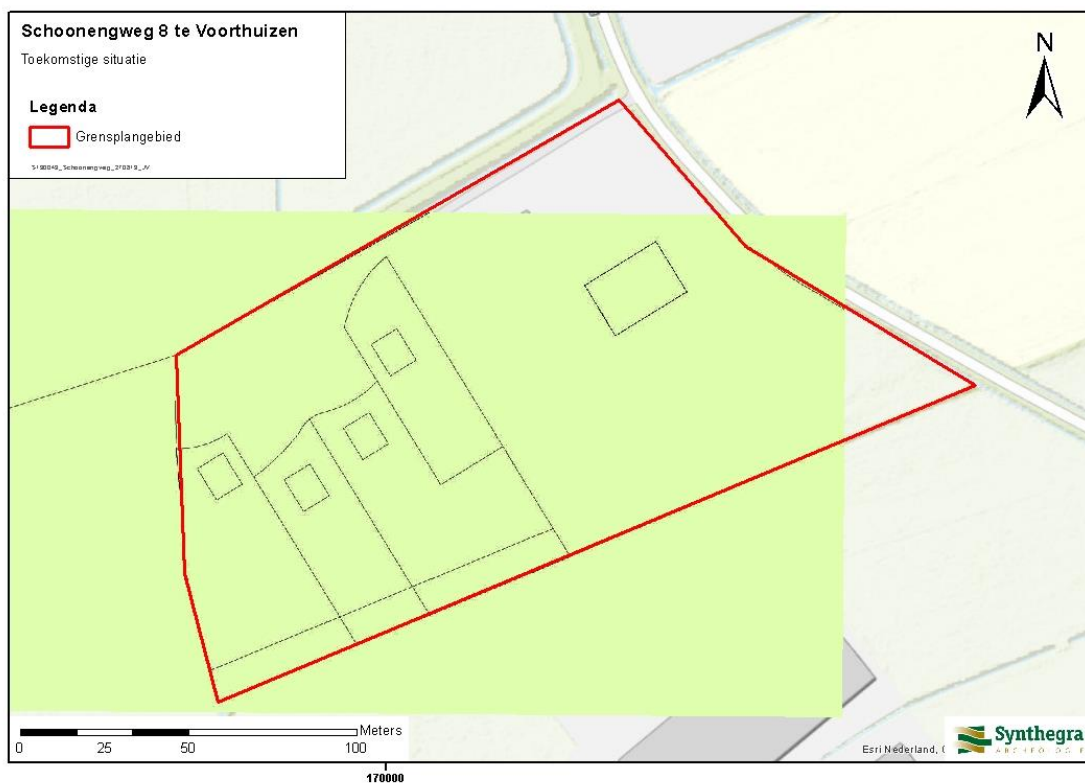 Schoonengweg 8 te Voorthuizen
Toekomstige situatie
Legenda
Grensplangebied
N
Meters
0 25 50 100
Esri Nederland,
Synthegra
170000